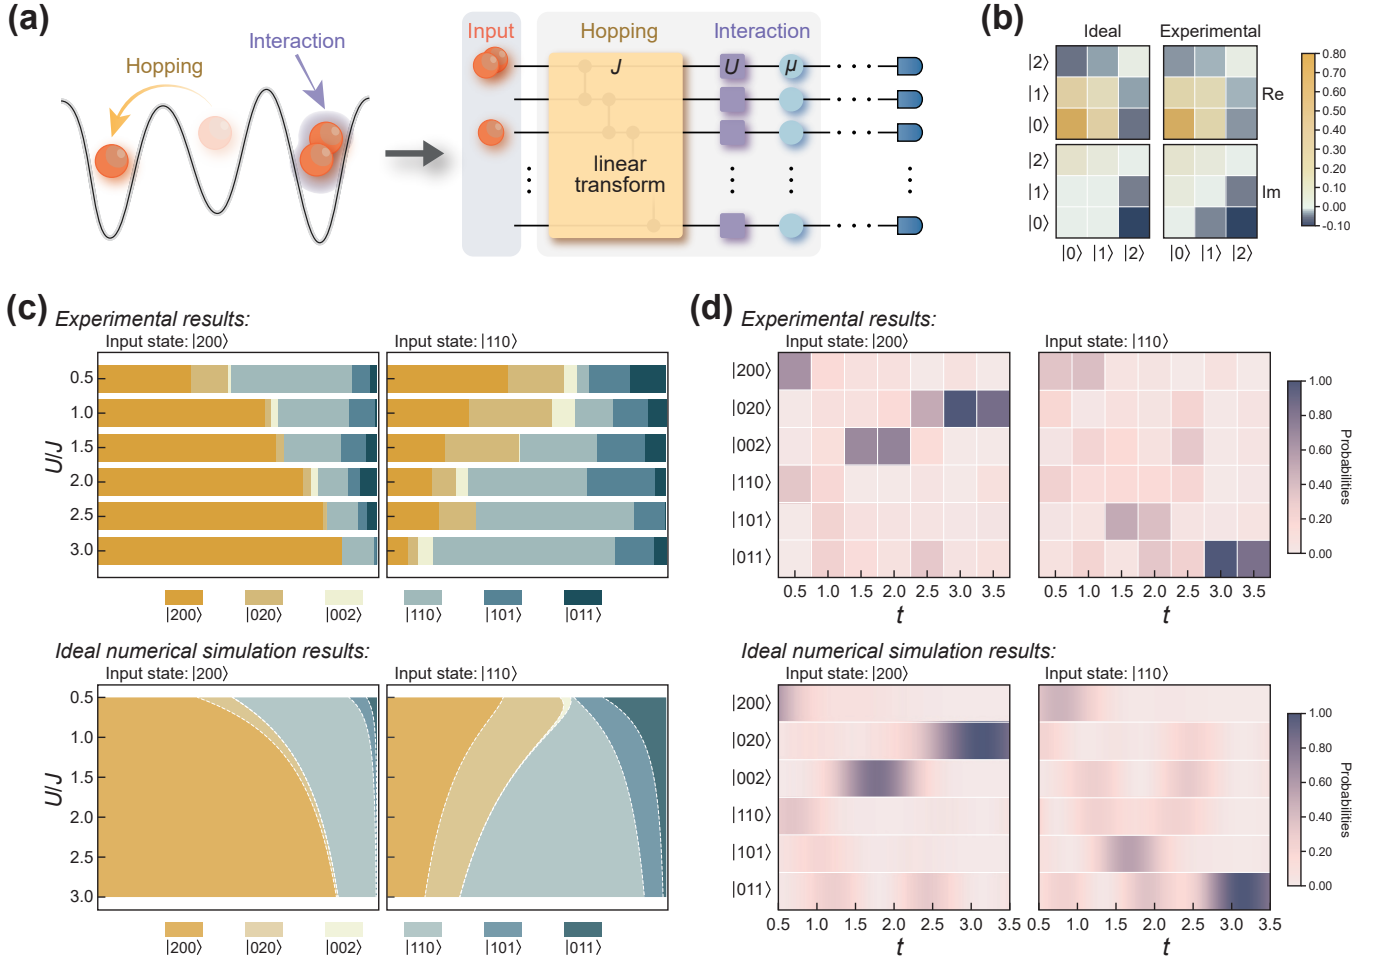 (a)
Hopping
Interaction
Input
Hopping
Interaction
J
U
μ
linear
transform
(b)
Ideal
Experimental
|2⟩
|1⟩
|0⟩
Re
|2⟩
|1⟩
|0⟩
Im
|0⟩ |1⟩ |2⟩
|0⟩ |1⟩ |2⟩
0.80
0.70
0.60
0.50
0.40
0.30
0.20
0.10
0.00
-0.10
(c)
Experimental results:
Input state: |200⟩
Input state: |110⟩
U/J
0.5
1.0
1.5
2.0
2.5
3.0
|200⟩ |020⟩ |002⟩ |110⟩ |101⟩ |011⟩
Ideal numerical simulation results:
Input state: |200⟩
Input state: |110⟩
U/J
0.5
1.0
1.5
2.0
2.5
3.0
|200⟩ |020⟩ |002⟩ |110⟩ |101⟩ |011⟩
(d)
Experimental results:
Input state: |200⟩
Input state: |110⟩
|200⟩
|020⟩
|002⟩
|110⟩
|101⟩
|011⟩
0.5 1.0 1.5 2.0 2.5 3.0 3.5
t
0.5 1.0 1.5 2.0 2.5 3.0 3.5
t
1.00
0.80
0.60
0.40
0.20
0.00
Probabilities
Ideal numerical simulation results:
Input state: |200⟩
Input state: |110⟩
|200⟩
|020⟩
|002⟩
|110⟩
|101⟩
|011⟩
0.5 1.0 1.5 2.0 2.5 3.0 3.5
t
0.5 1.0 1.5 2.0 2.5 3.0 3.5
t
1.00
0.80
0.60
0.40
0.20
0.00
Probabilities